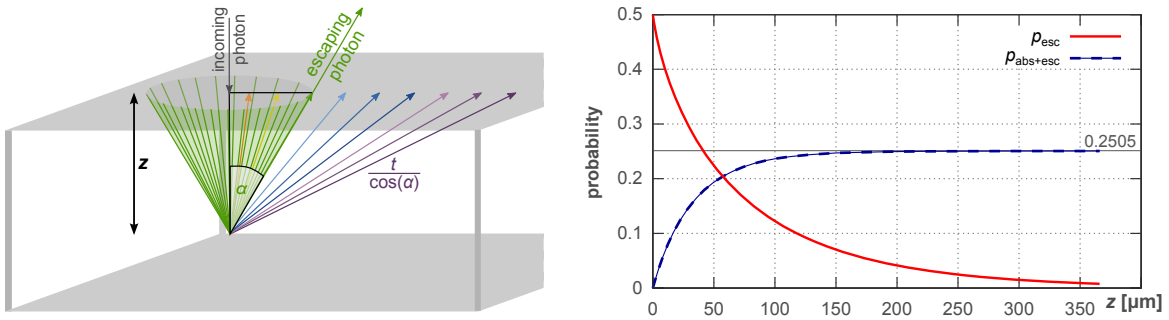 incoming
photon
escaping
photon
z
α
t
cos(α)
0.5
0.4
0.3
0.2
0.1
0
probability
p_esc
p_abs+esc
0.2505
0 50 100 150 200 250 300 350 z [μm]